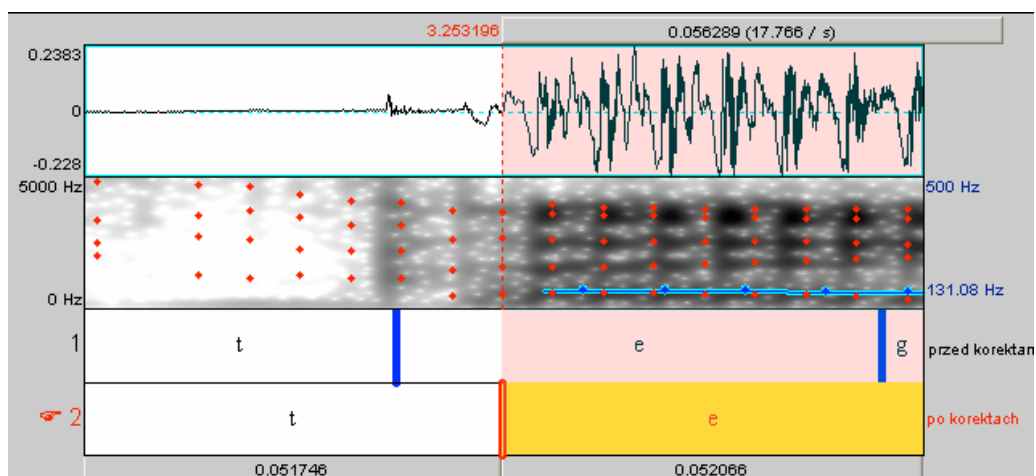 3.253196 0.056289 (17.766 / s)
0.2383
0
-0.228
5000 Hz 500 Hz
0 Hz 131.08 Hz
1 t e g przed korektam
2 t e po korektach
0.051746 0.052066